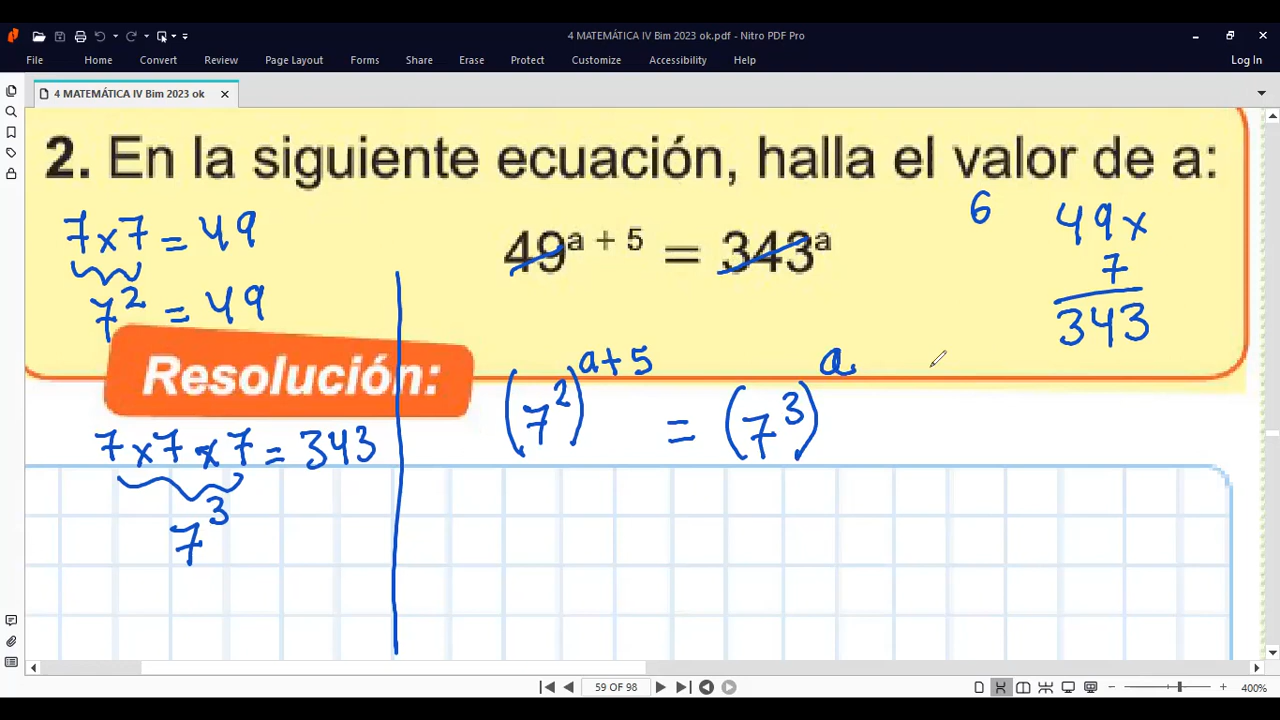 4 MATEMÁTICA IV Bim 2023 ok.pdf - Nitro PDF Pro
File Home Convert Review Page Layout Forms Share Erase Protect Customize Accessibility Help Log In
4 MATEMÁTICA IV Bim 2023 ok
2. En la siguiente ecuación, halla el valor de a:
7x7 = 49
49^(a + 5) = 343^a
6
49x
7
343
7² = 49
Resolución:
(7²)^(a+5) = (7³)^a
7x7x7 = 343
7³
59 OF 98
400%